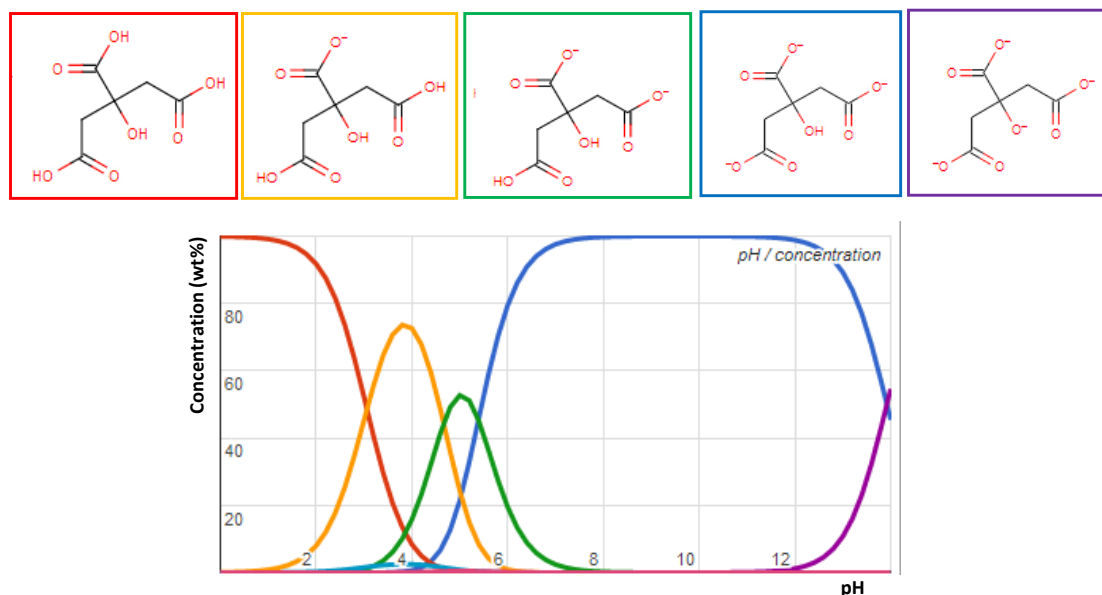 OH
O
OH
OH
O
HO
O
O⁻
O
OH
OH
O
HO
O
O⁻
O
O⁻
OH
O
HO
O
O⁻
O
O⁻
OH
O
⁻O
O
O⁻
O
O⁻
O⁻
O
⁻O
O
pH / concentration
Concentration (wt%)
80
60
40
20
2 4 6 8 10 12
pH